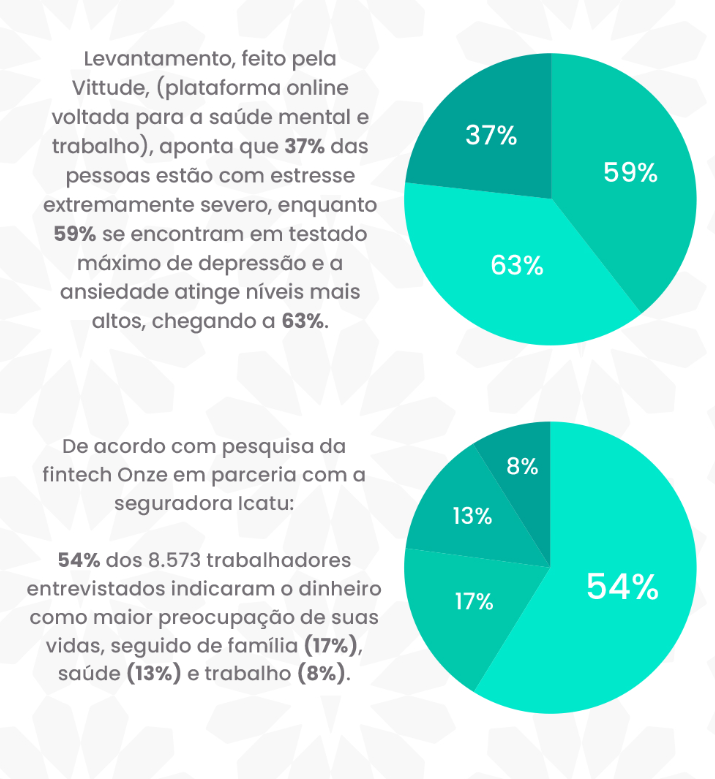 Levantamento, feito pela
Vittude, (plataforma online
voltada para a saúde mental e
trabalho), aponta que 37% das
pessoas estão com estresse
extremamente severo, enquanto
59% se encontram em testado
máximo de depressão e a
ansiedade atinge níveis mais
altos, chegando a 63%.
37%
59%
63%
De acordo com pesquisa da
fintech Onze em parceria com a
seguradora Icatu:
54% dos 8.573 trabalhadores
entrevistados indicaram o dinheiro
como maior preocupação de suas
vidas, seguido de família (17%),
saúde (13%) e trabalho (8%).
8%
13%
54%
17%